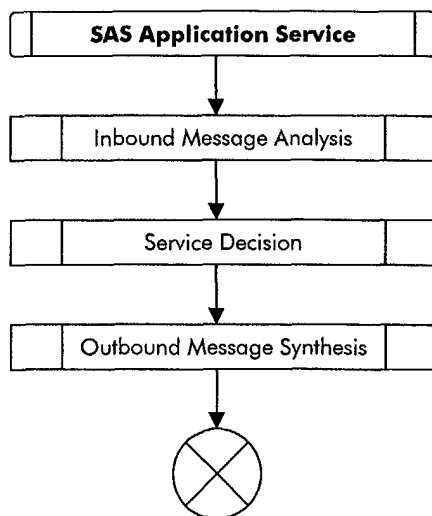 SAS Application Service
Inbound Message Analysis
Service Decision
Outbound Message Synthesis